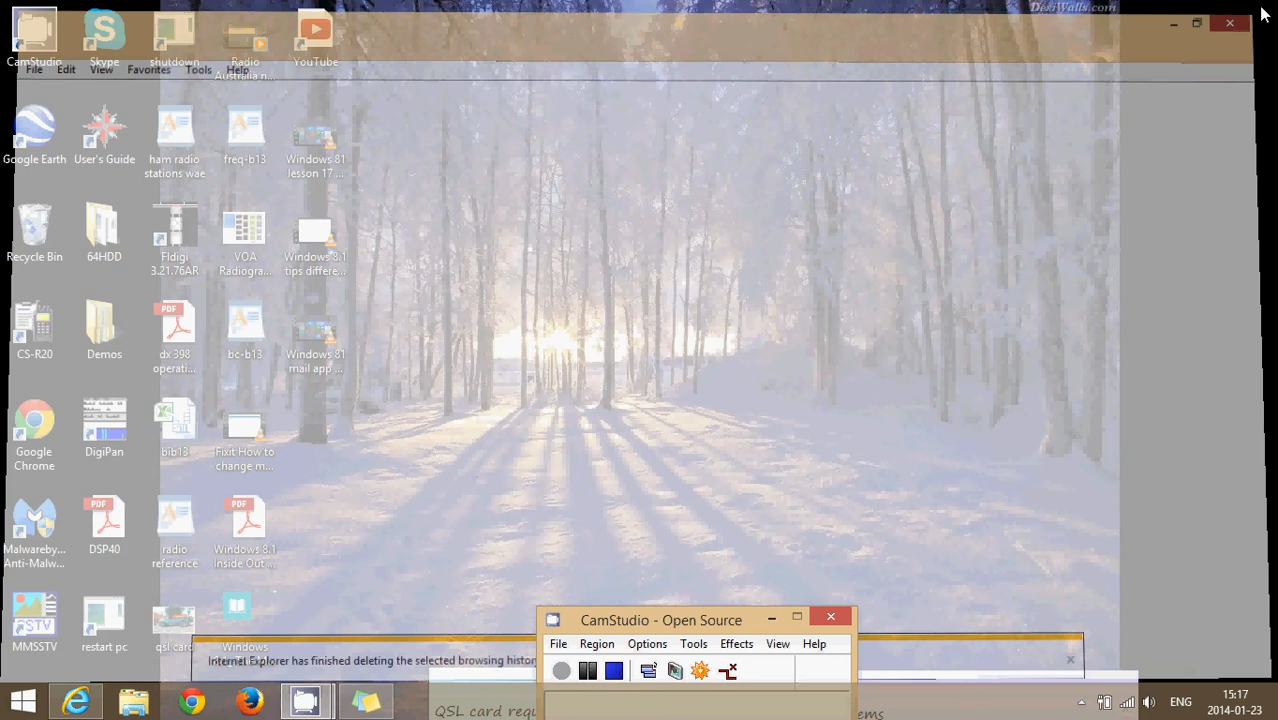 DexiWalls.com
CamStudio
Skype
shutdown
Radio
Australia n...
YouTube
File Edit View Favorites Tools Help
Google Earth
User's Guide
ham radio
stations wae
freq-b13
Windows 81
lesson 17 ...
Recycle Bin
64HDD
Fldigi
3.21.76AR
VOA
Radiogra...
Windows 8.1
tips differe...
CS-R20
Demos
PDF
dx 398
operati...
bc-b13
Windows 81
mail app ...
Google
Chrome
DigiPan
bib13
Fixit How to
change m...
Malwareby...
Anti-Malw...
PDF
DSP40
radio
reference
PDF
Windows 8.1
Inside Out ...
SSTV
MMSSTV
restart pc
qsl card
Windows
Internet Explorer has finished deleting the selected browsing histor
CamStudio - Open Source
File Region Options Tools Effects View Help
QSL card requ
ems
ENG
15:17
2014-01-23